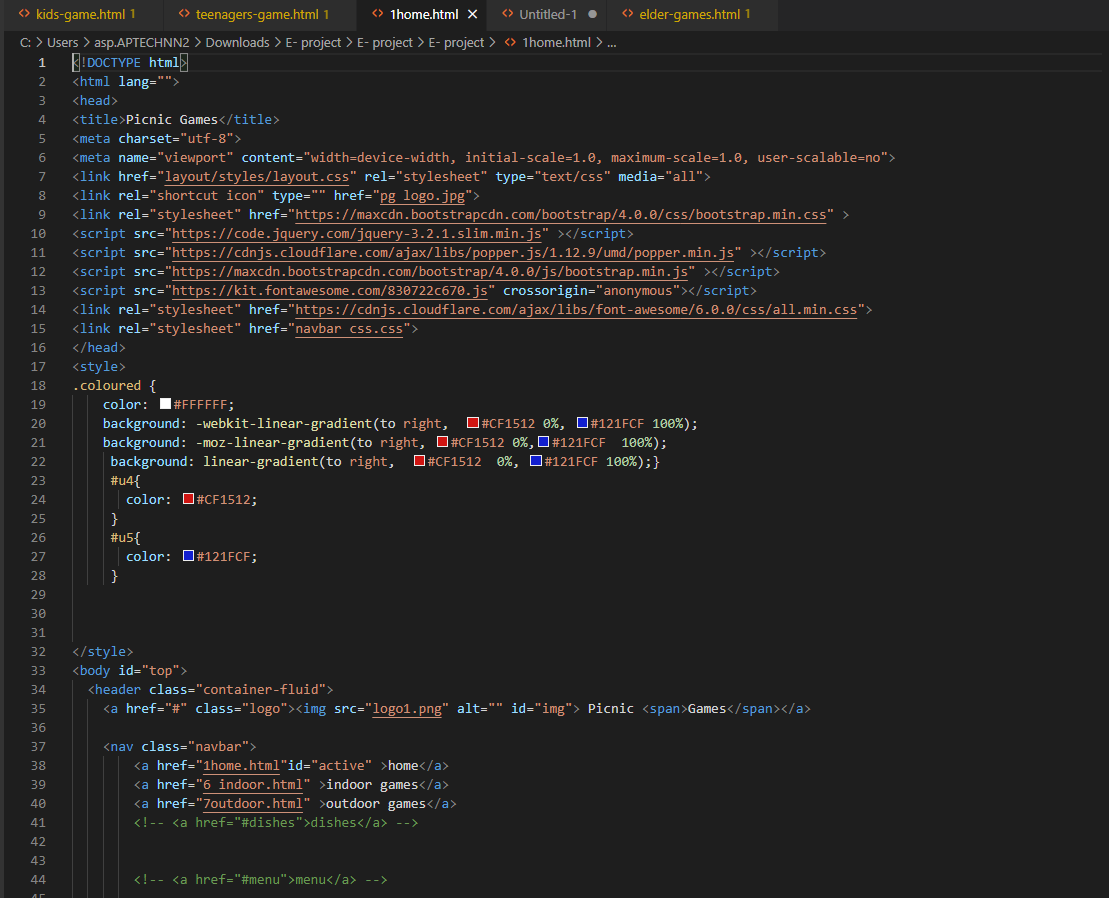 kids-game.html 1 teenagers-game.html 1 1home.html Untitled-1 elder-games.html 1
C: > Users > asp.APTECHNN2 > Downloads > E- project > E- project > E- project > 1home.html > ...
1 <!DOCTYPE html>
2 <html lang="">
3 <head>
4 <title>Picnic Games</title>
5 <meta charset="utf-8">
6 <meta name="viewport" content="width=device-width, initial-scale=1.0, maximum-scale=1.0, user-scalable=no">
7 <link href="layout/styles/layout.css" rel="stylesheet" type="text/css" media="all">
8 <link rel="shortcut icon" type="" href="pg logo.jpg">
9 <link rel="stylesheet" href="https://maxcdn.bootstrapcdn.com/bootstrap/4.0.0/css/bootstrap.min.css" >
10 <script src="https://code.jquery.com/jquery-3.2.1.slim.min.js" ></script>
11 <script src="https://cdnjs.cloudflare.com/ajax/libs/popper.js/1.12.9/umd/popper.min.js" ></script>
12 <script src="https://maxcdn.bootstrapcdn.com/bootstrap/4.0.0/js/bootstrap.min.js" ></script>
13 <script src="https://kit.fontawesome.com/830722c670.js" crossorigin="anonymous"></script>
14 <link rel="stylesheet" href="https://cdnjs.cloudflare.com/ajax/libs/font-awesome/6.0.0/css/all.min.css">
15 <link rel="stylesheet" href="navbar css.css">
16 </head>
17 <style>
18 .coloured {
19 color: #FFFFFF;
20 background: -webkit-linear-gradient(to right, #CF1512 0%, #121FCF 100%);
21 background: -moz-linear-gradient(to right, #CF1512 0%, #121FCF 100%);
22 background: linear-gradient(to right, #CF1512 0%, #121FCF 100%);}
23 #u4{
24 color: #CF1512;
25 }
26 #u5{
27 color: #121FCF;
28 }
29
30
31
32 </style>
33 <body id="top">
34 <header class="container-fluid">
35 <a href="#" class="logo"><img src="logo1.png" alt="" id="img"> Picnic <span>Games</span></a>
36
37 <nav class="navbar">
38 <a href="1home.html"id="active" >home</a>
39 <a href="6 indoor.html" >indoor games</a>
40 <a href="7outdoor.html" >outdoor games</a>
41 <!-- <a href="#dishes">dishes</a> -->
42
43
44 <!-- <a href="#menu">menu</a> -->
45